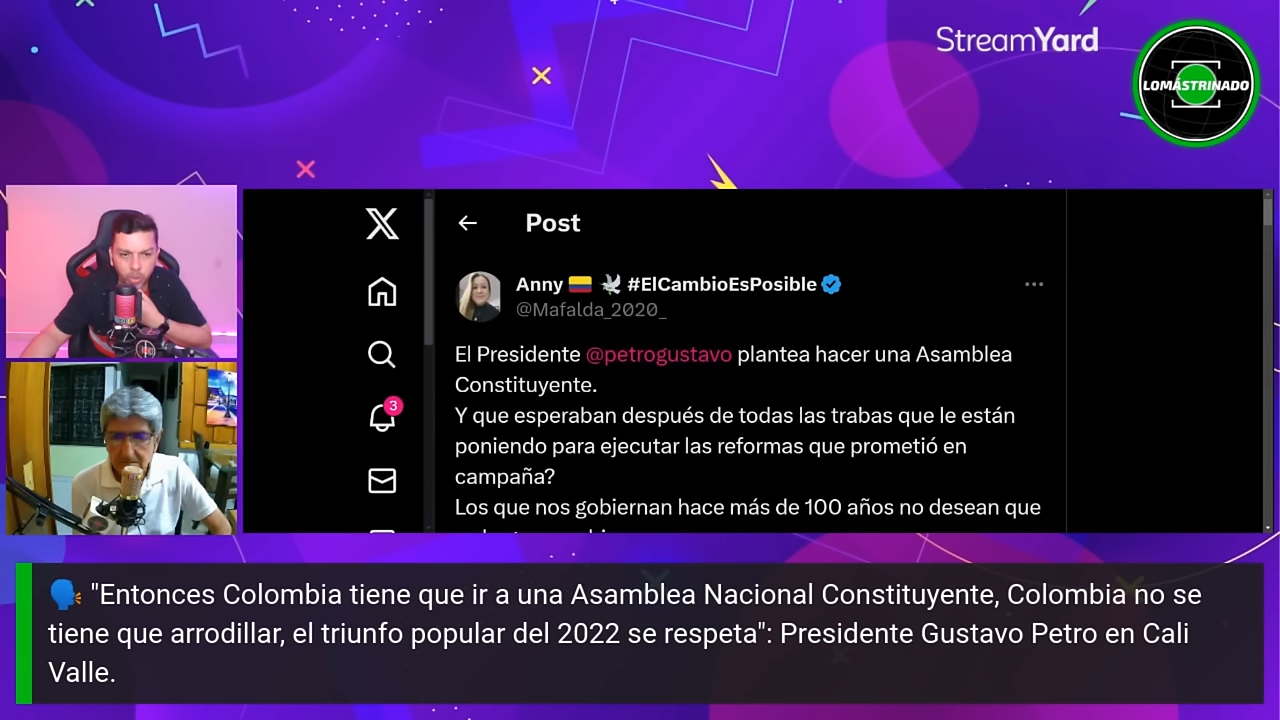 StreamYard
LOMÁSTRINADO
Post
Anny #ElCambioEsPosible
@Mafalda_2020_
3
El Presidente @petrogustavo plantea hacer una Asamblea
Constituyente.
Y que esperaban después de todas las trabas que le están
poniendo para ejecutar las reformas que prometió en
campaña?
Los que nos gobiernan hace más de 100 años no desean que
"Entonces Colombia tiene que ir a una Asamblea Nacional Constituyente, Colombia no se
tiene que arrodillar, el triunfo popular del 2022 se respeta": Presidente Gustavo Petro en Cali
Valle.